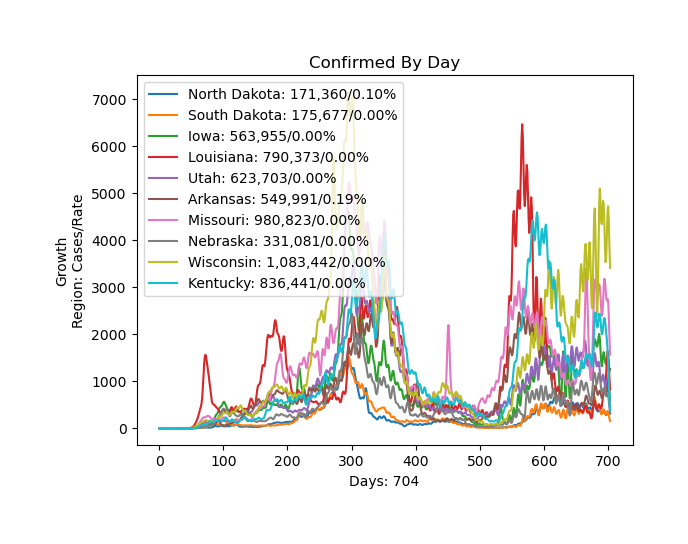 Confirmed By Day
Growth
Region: Cases/Rate
7000
6000
5000
4000
3000
2000
1000
0
North Dakota: 171,360/0.10%
South Dakota: 175,677/0.00%
Iowa: 563,955/0.00%
Louisiana: 790,373/0.00%
Utah: 623,703/0.00%
Arkansas: 549,991/0.19%
Missouri: 980,823/0.00%
Nebraska: 331,081/0.00%
Wisconsin: 1,083,442/0.00%
Kentucky: 836,441/0.00%
0 100 200 300 400 500 600 700
Days: 704